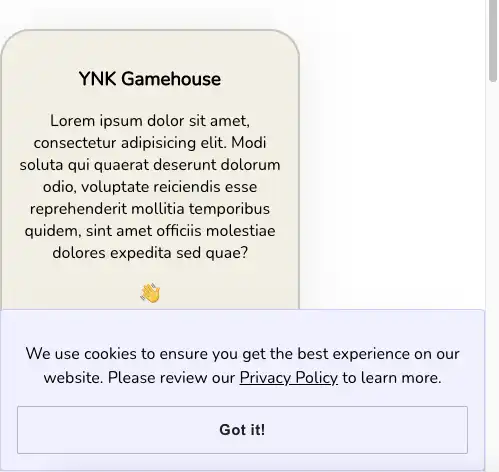 YNK Gamehouse
Lorem ipsum dolor sit amet,
consectetur adipisicing elit. Modi
soluta qui quaerat deserunt dolorum
odio, voluptate reiciendis esse
reprehenderit mollitia temporibus
quidem, sint amet officiis molestiae
dolores expedita sed quae?
👋
We use cookies to ensure you get the best experience on our
website. Please review our Privacy Policy to learn more.
Got it!